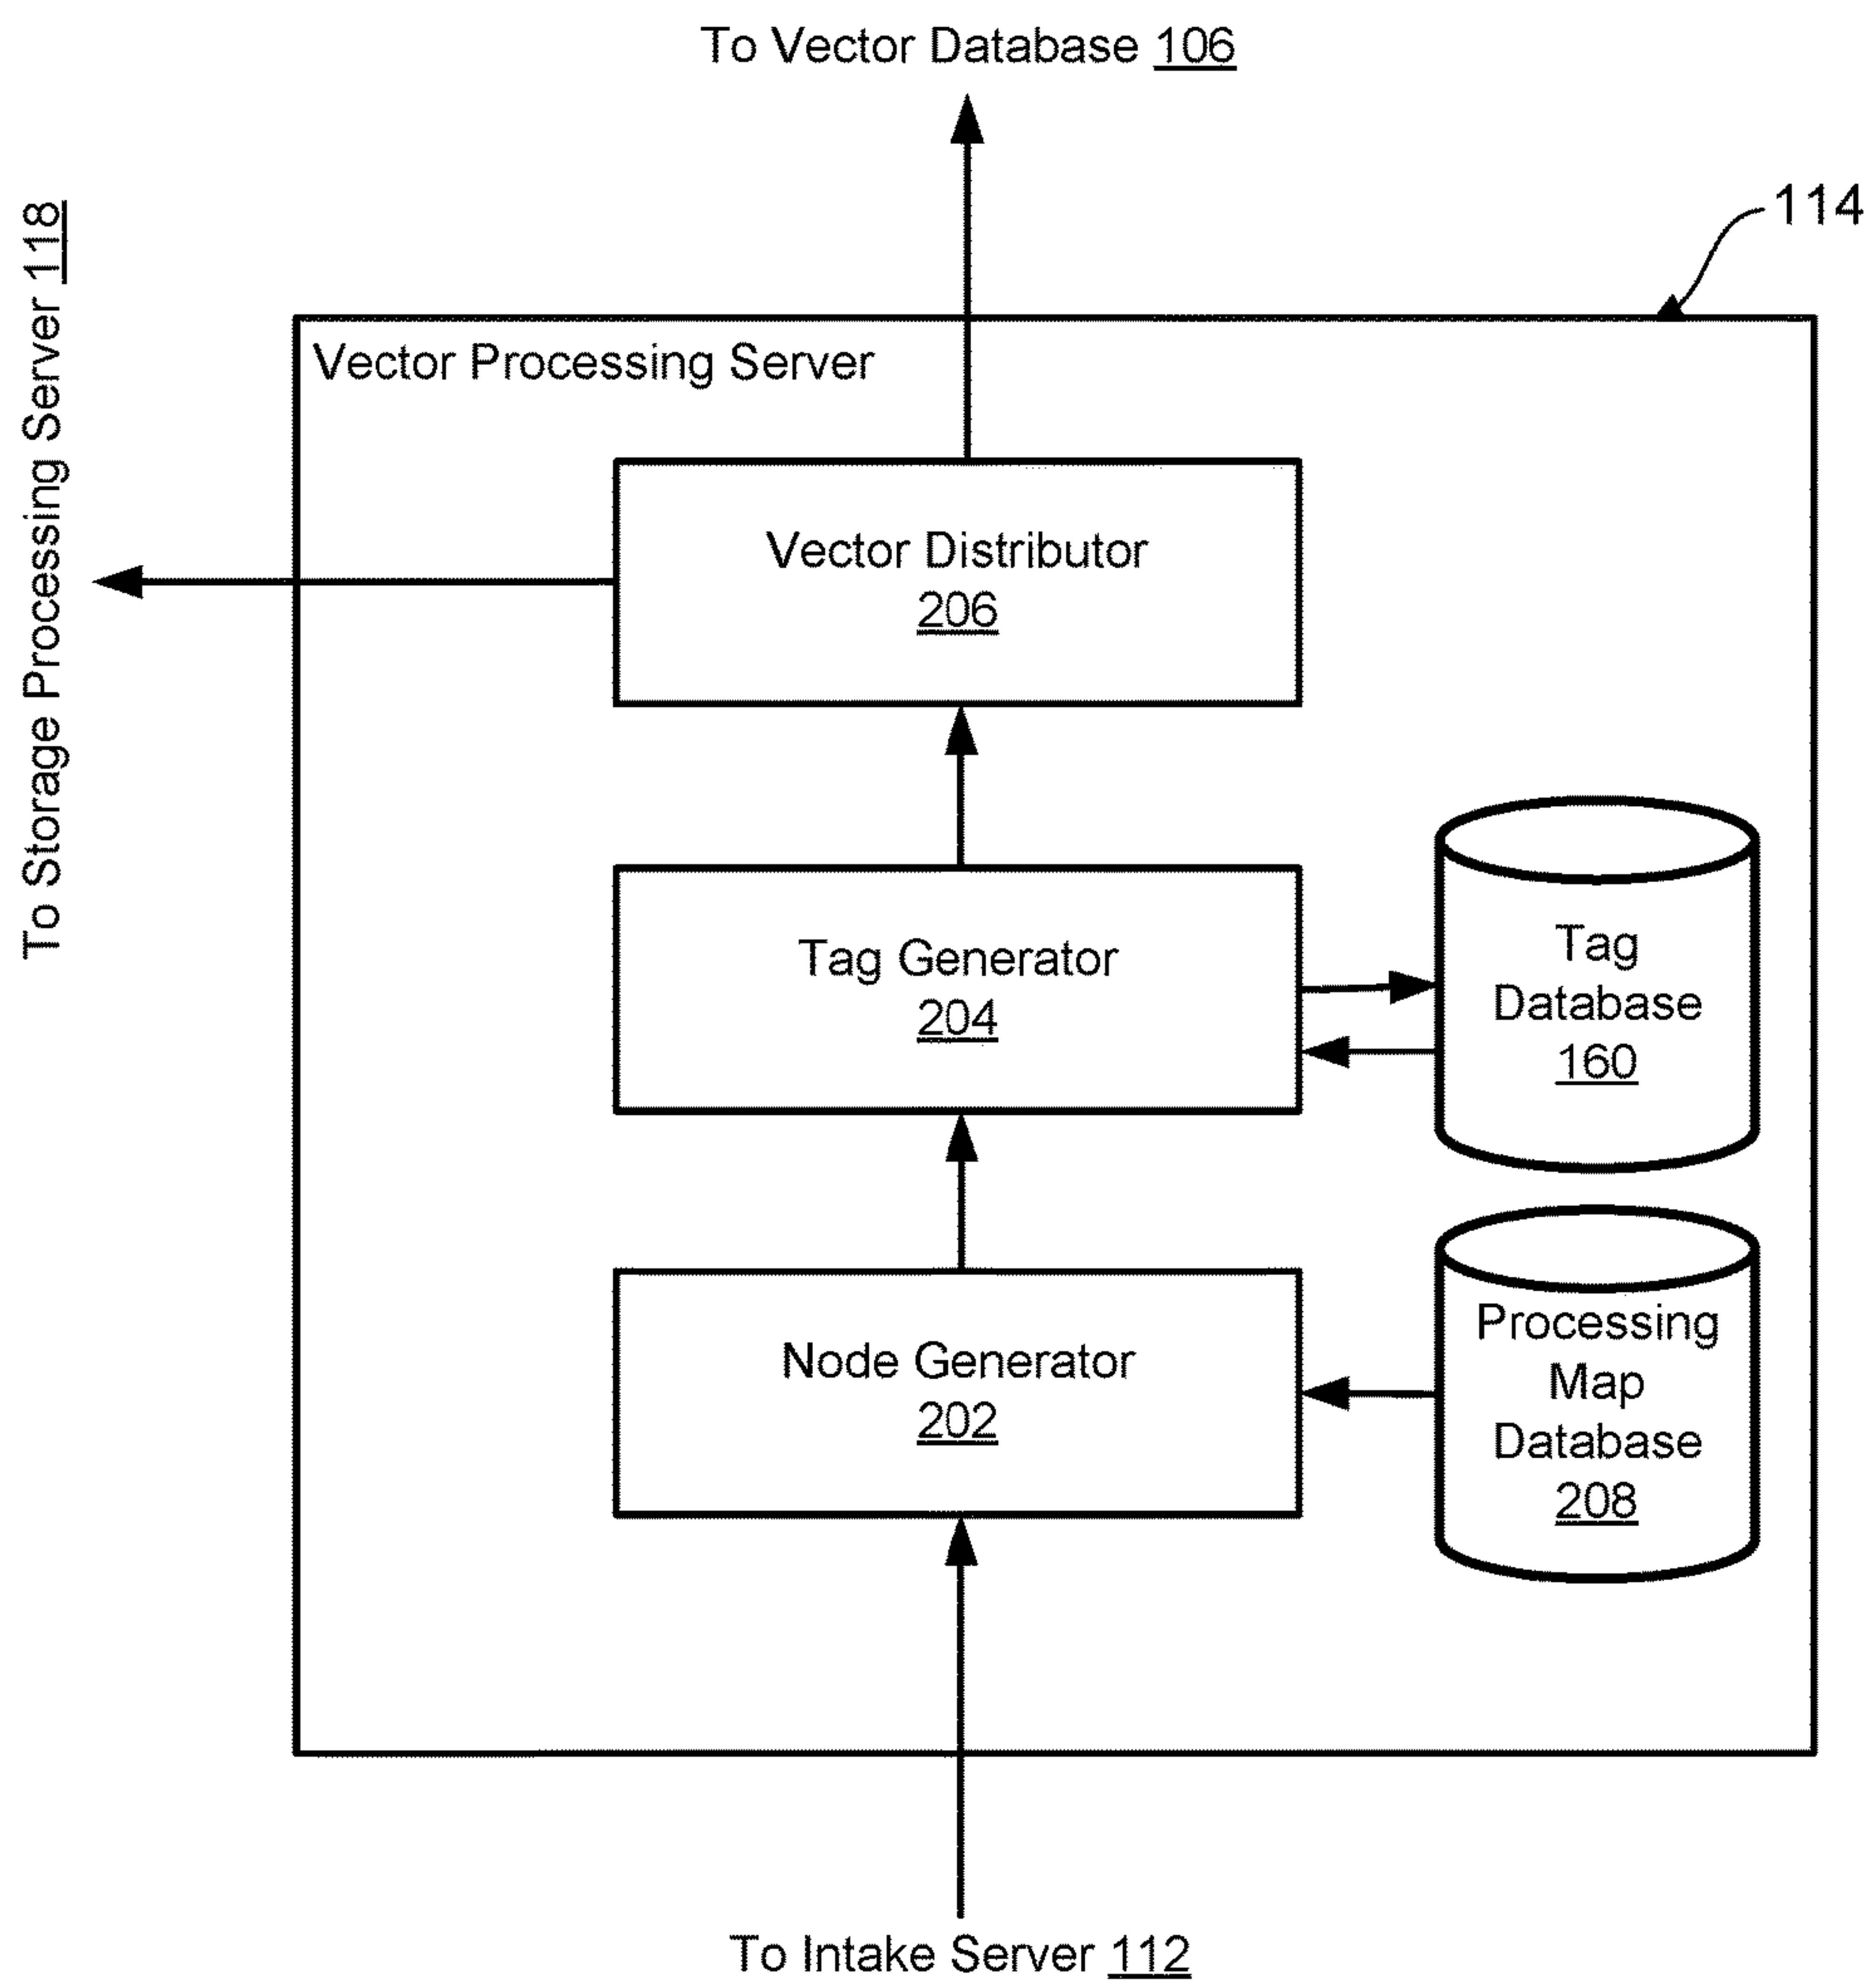 To Vector Database 106
114
To Storage Processing Server 118
Vector Processing Server
Vector Distributor
206
Tag Generator
204
Tag
Database
160
Node Generator
202
Processing
Map
Database
208
To Intake Server 112